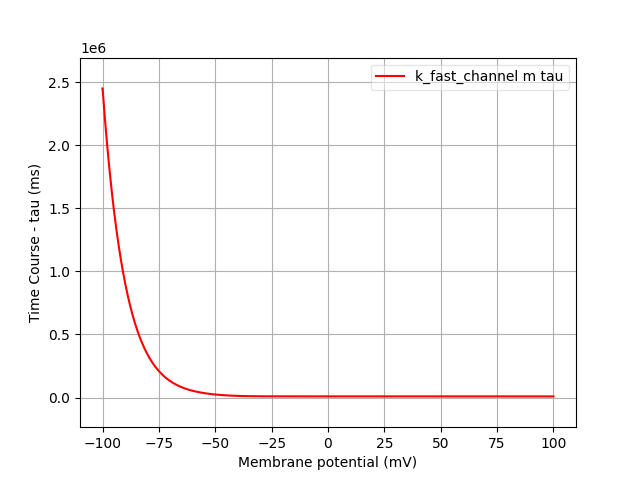 1e6
k_fast_channel m tau
2.5
2.0
1.5
1.0
0.5
0.0
Time Course - tau (ms)
−100 −75 −50 −25 0 25 50 75 100
Membrane potential (mV)